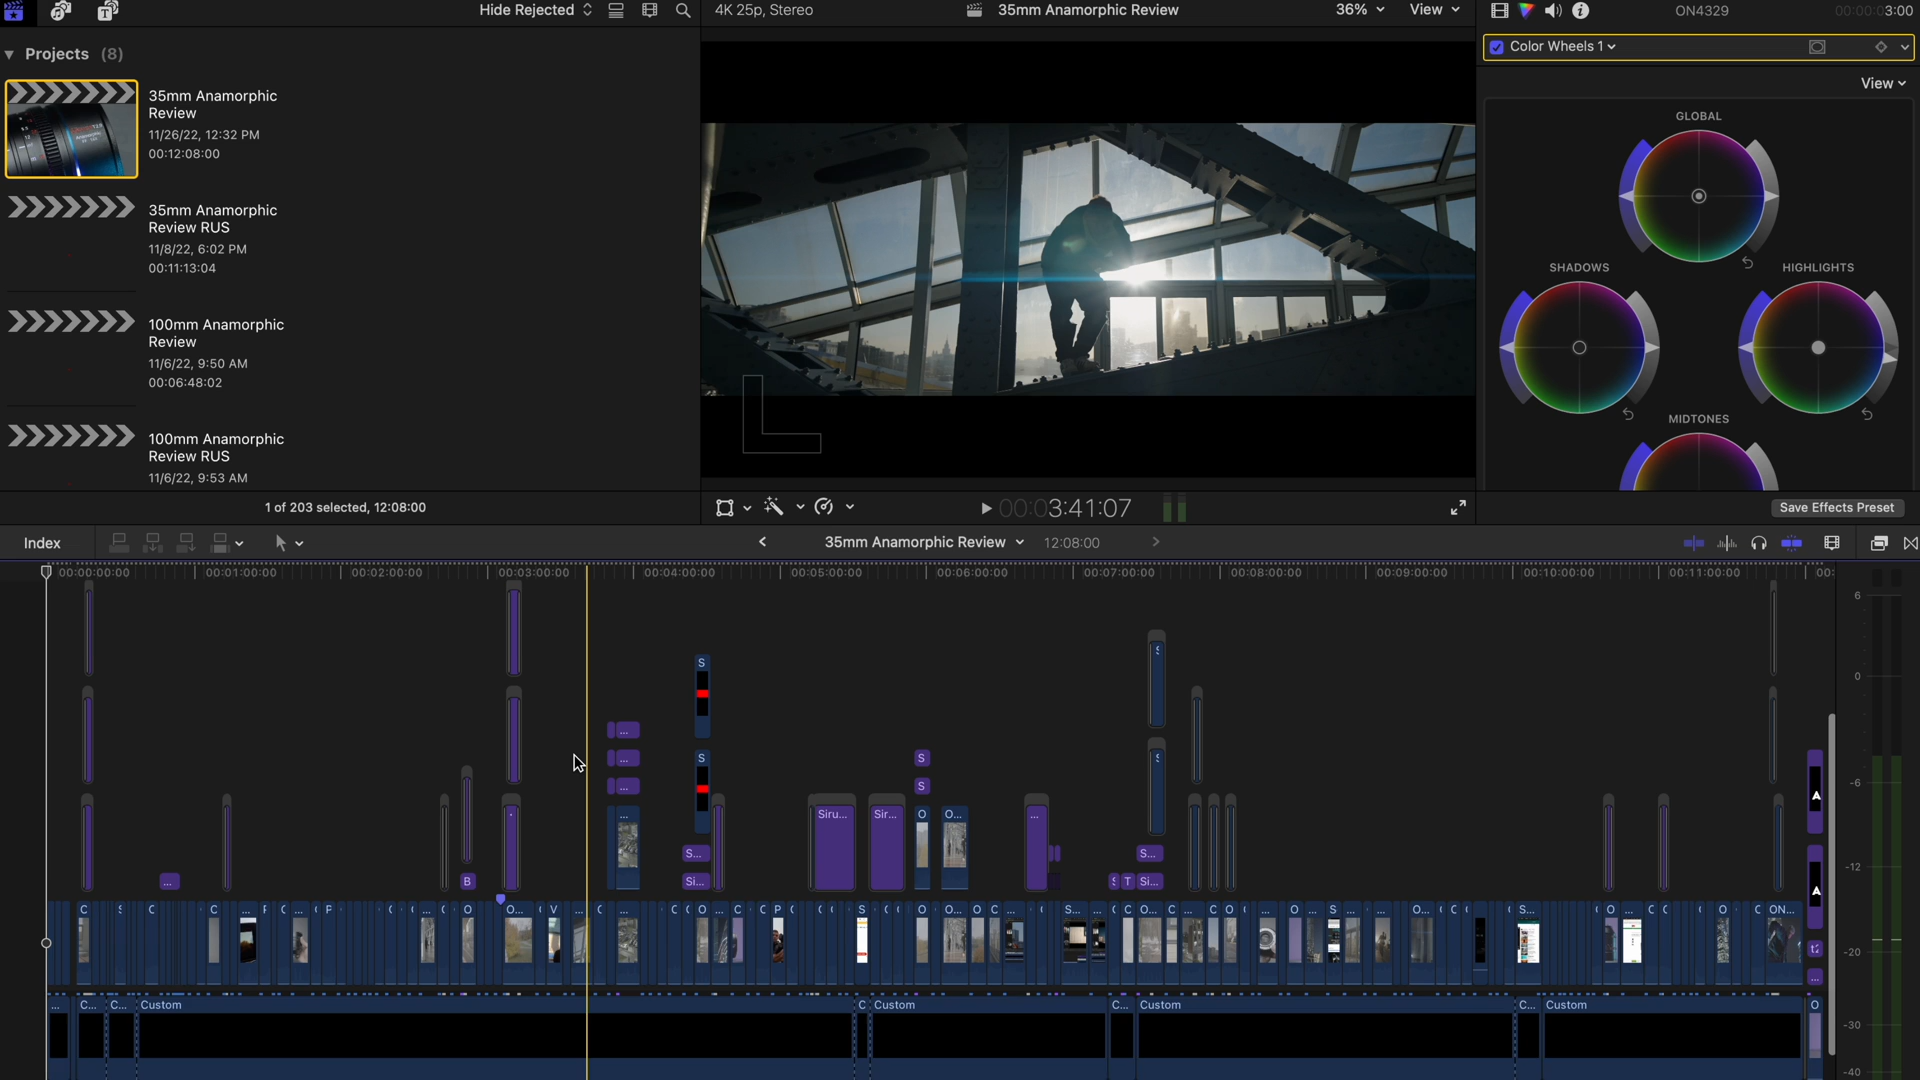 Hide Rejected
4K 25p, Stereo
35mm Anamorphic Review
36%
View
ON4329
00:00:03:00
Projects (8)
35mm Anamorphic
Review
11/26/22, 12:32 PM
00:12:08:00
35mm Anamorphic
Review RUS
11/8/22, 6:02 PM
00:11:13:04
100mm Anamorphic
Review
11/6/22, 9:50 AM
00:06:48:02
100mm Anamorphic
Review RUS
11/6/22, 9:53 AM
1 of 203 selected, 12:08:00
00:03:41:07
Color Wheels 1
View
GLOBAL
SHADOWS
HIGHLIGHTS
MIDTONES
Save Effects Preset
Index
35mm Anamorphic Review
12:08:00
00:00:00:00
00:01:00:00
00:02:00:00
00:03:00:00
00:04:00:00
00:05:00:00
00:06:00:00
00:07:00:00
00:08:00:00
00:09:00:00
00:10:00:00
00:11:00:00
00:
6
0
-6
-12
-20
-30
-40
S
S
S
S
Siru...
Sir...
O
O...
...
A
A
S...
Si...
B
S...
T
Si...
C... C... Custom C Custom C... Custom C... Custom O